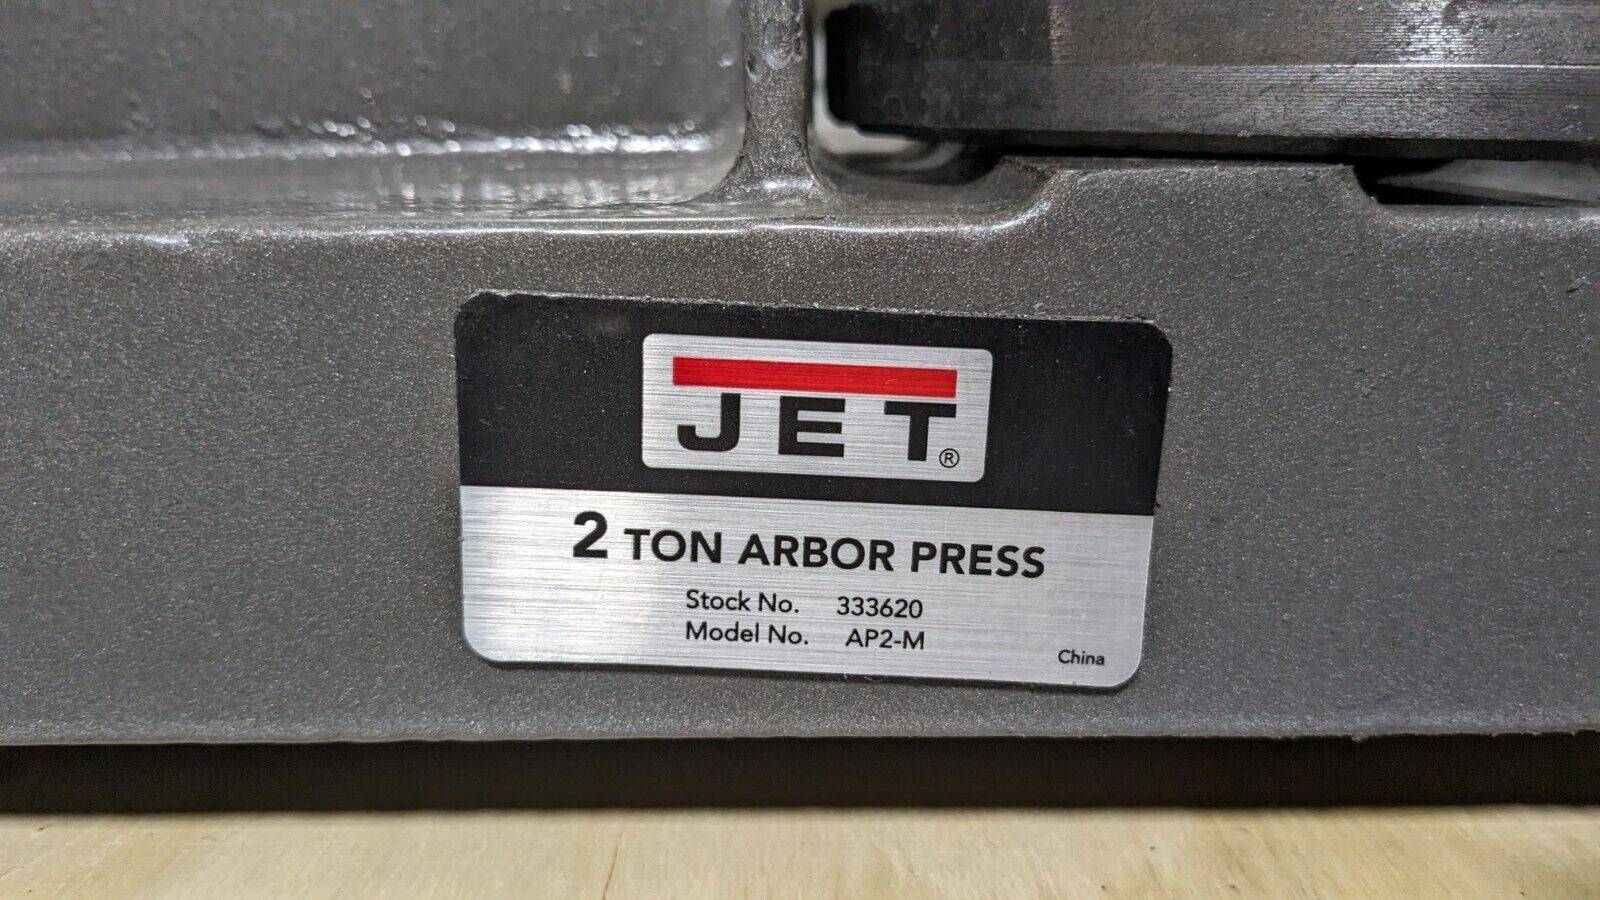 JET®
2 TON ARBOR PRESS
Stock No. 333620
Model No. AP2-M
China